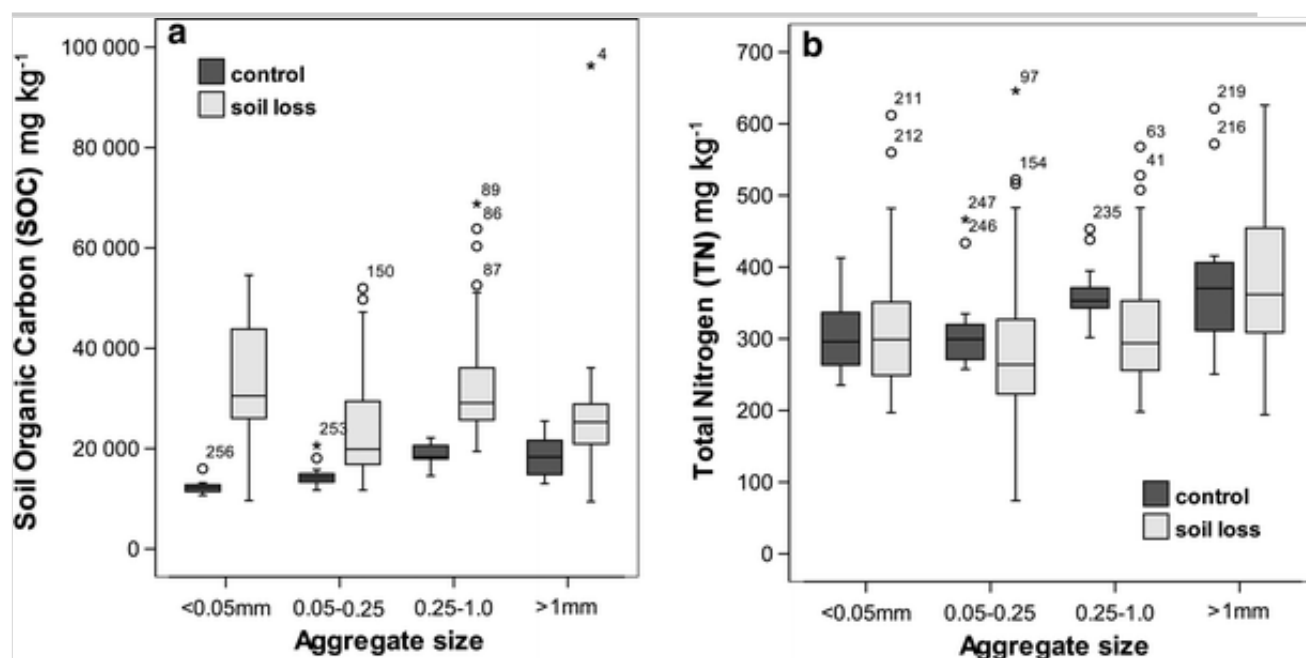 a
control
soil loss
Soil Organic Carbon (SOC) mg kg⁻¹
100 000
80 000
60 000
40 000
20 000
0
256
253
150
89
86
87
4
<0.05mm 0.05-0.25 0.25-1.0 >1mm
Aggregate size
b
Total Nitrogen (TN) mg kg⁻¹
700
600
500
400
300
200
100
0
211
212
247
246
97
154
235
63
41
219
216
control
soil loss
<0.05mm 0.05-0.25 0.25-1.0 >1mm
Aggregate size